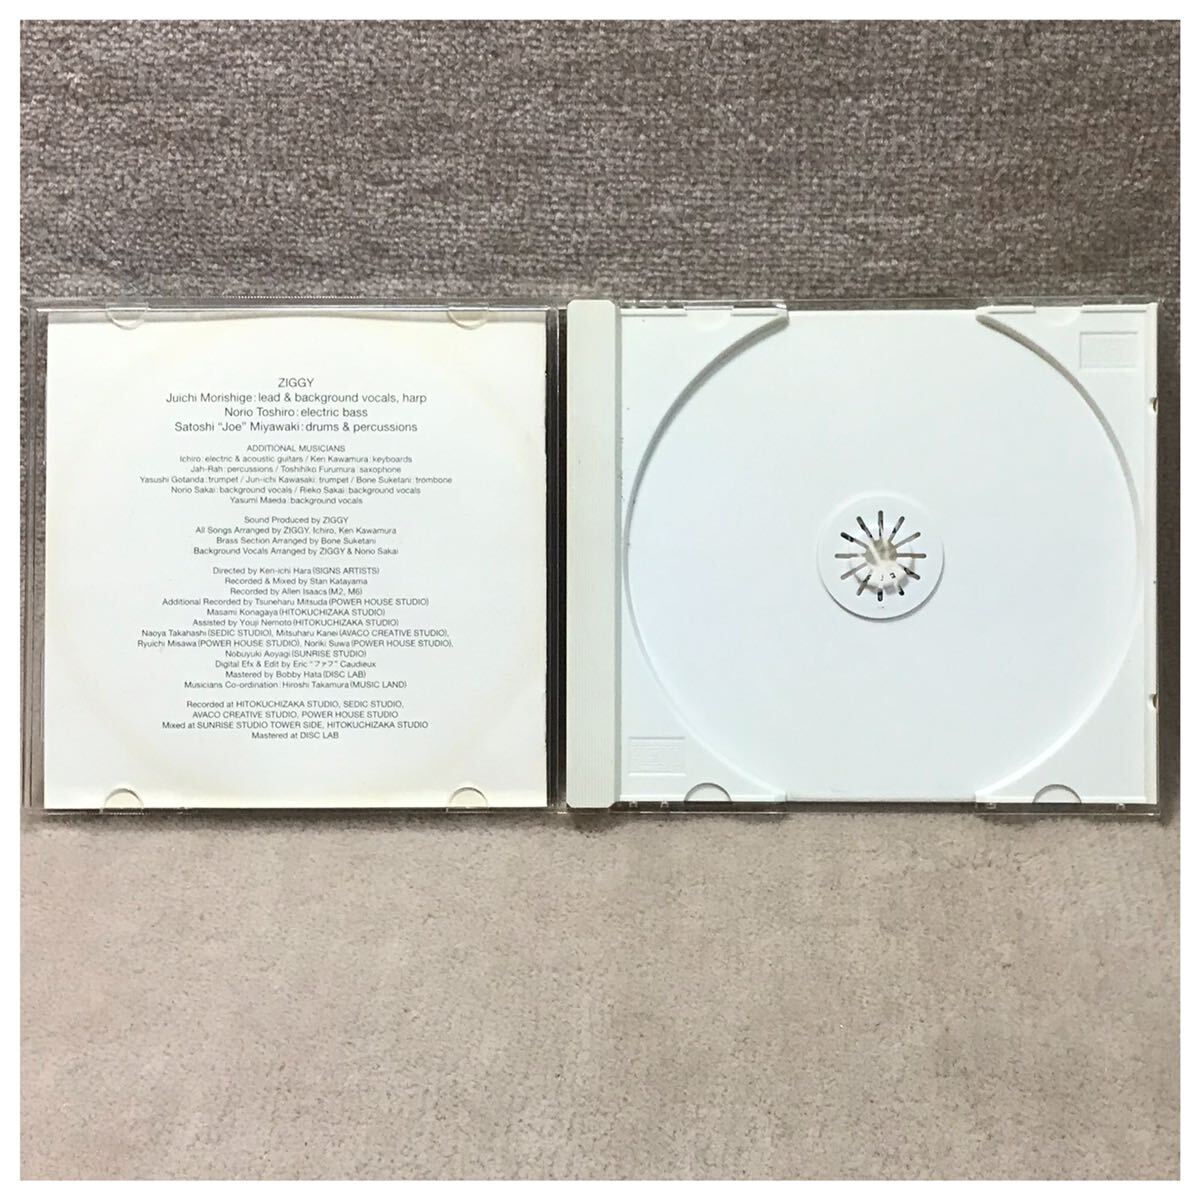 ZIGGY
Juichi Morishige : lead & background vocals, harp
Norio Toshiro : electric bass
Satoshi "Joe" Miyawaki : drums & percussions
ADDITIONAL MUSICIANS
Ichiro : electric & acoustic guitars / Ken Kawamura : keyboards
Jah-Rah : percussions / Toshihiko Furumura : saxophone
Yasushi Gotanda : trumpet / Jun-ichi Kawasaki : trumpet / Bone Suketani : trombone
Norio Sakai : background vocals / Rieko Sakai : background vocals
Yasumi Maeda : background vocals
Sound Produced by ZIGGY
All Songs Arranged by ZIGGY, Ichiro, Ken Kawamura
Brass Section Arranged by Bone Suketani
Background Vocals Arranged by ZIGGY & Norio Sakai
Directed by Ken-ichi Hara (SIGNS ARTISTS)
Recorded & Mixed by Stan Katayama
Recorded by Allen Isaacs (M2, M6)
Additional Recorded by Tsuneharu Mitsuda (POWER HOUSE STUDIO)
Masami Konagaya (HITOKUCHIZAKA STUDIO)
Assisted by Youji Nemoto (HITOKUCHIZAKA STUDIO)
Naoya Takahashi (SEDIC STUDIO), Mitsuharu Kanei (AVACO CREATIVE STUDIO),
Ryuichi Misawa (POWER HOUSE STUDIO), Noriki Suwa (POWER HOUSE STUDIO),
Nobuyuki Aoyagi (SUNRISE STUDIO)
Digital Efx & Edit by Eric "ファフ" Caudieux
Mastered by Bobby Hata (DISC LAB)
Musicians Co-ordination : Hiroshi Takamura (MUSIC LAND)
Recorded at HITOKUCHIZAKA STUDIO, SEDIC STUDIO,
AVACO CREATIVE STUDIO, POWER HOUSE STUDIO
Mixed at SUNRISE STUDIO TOWER SIDE, HITOKUCHIZAKA STUDIO
Mastered at DISC LAB